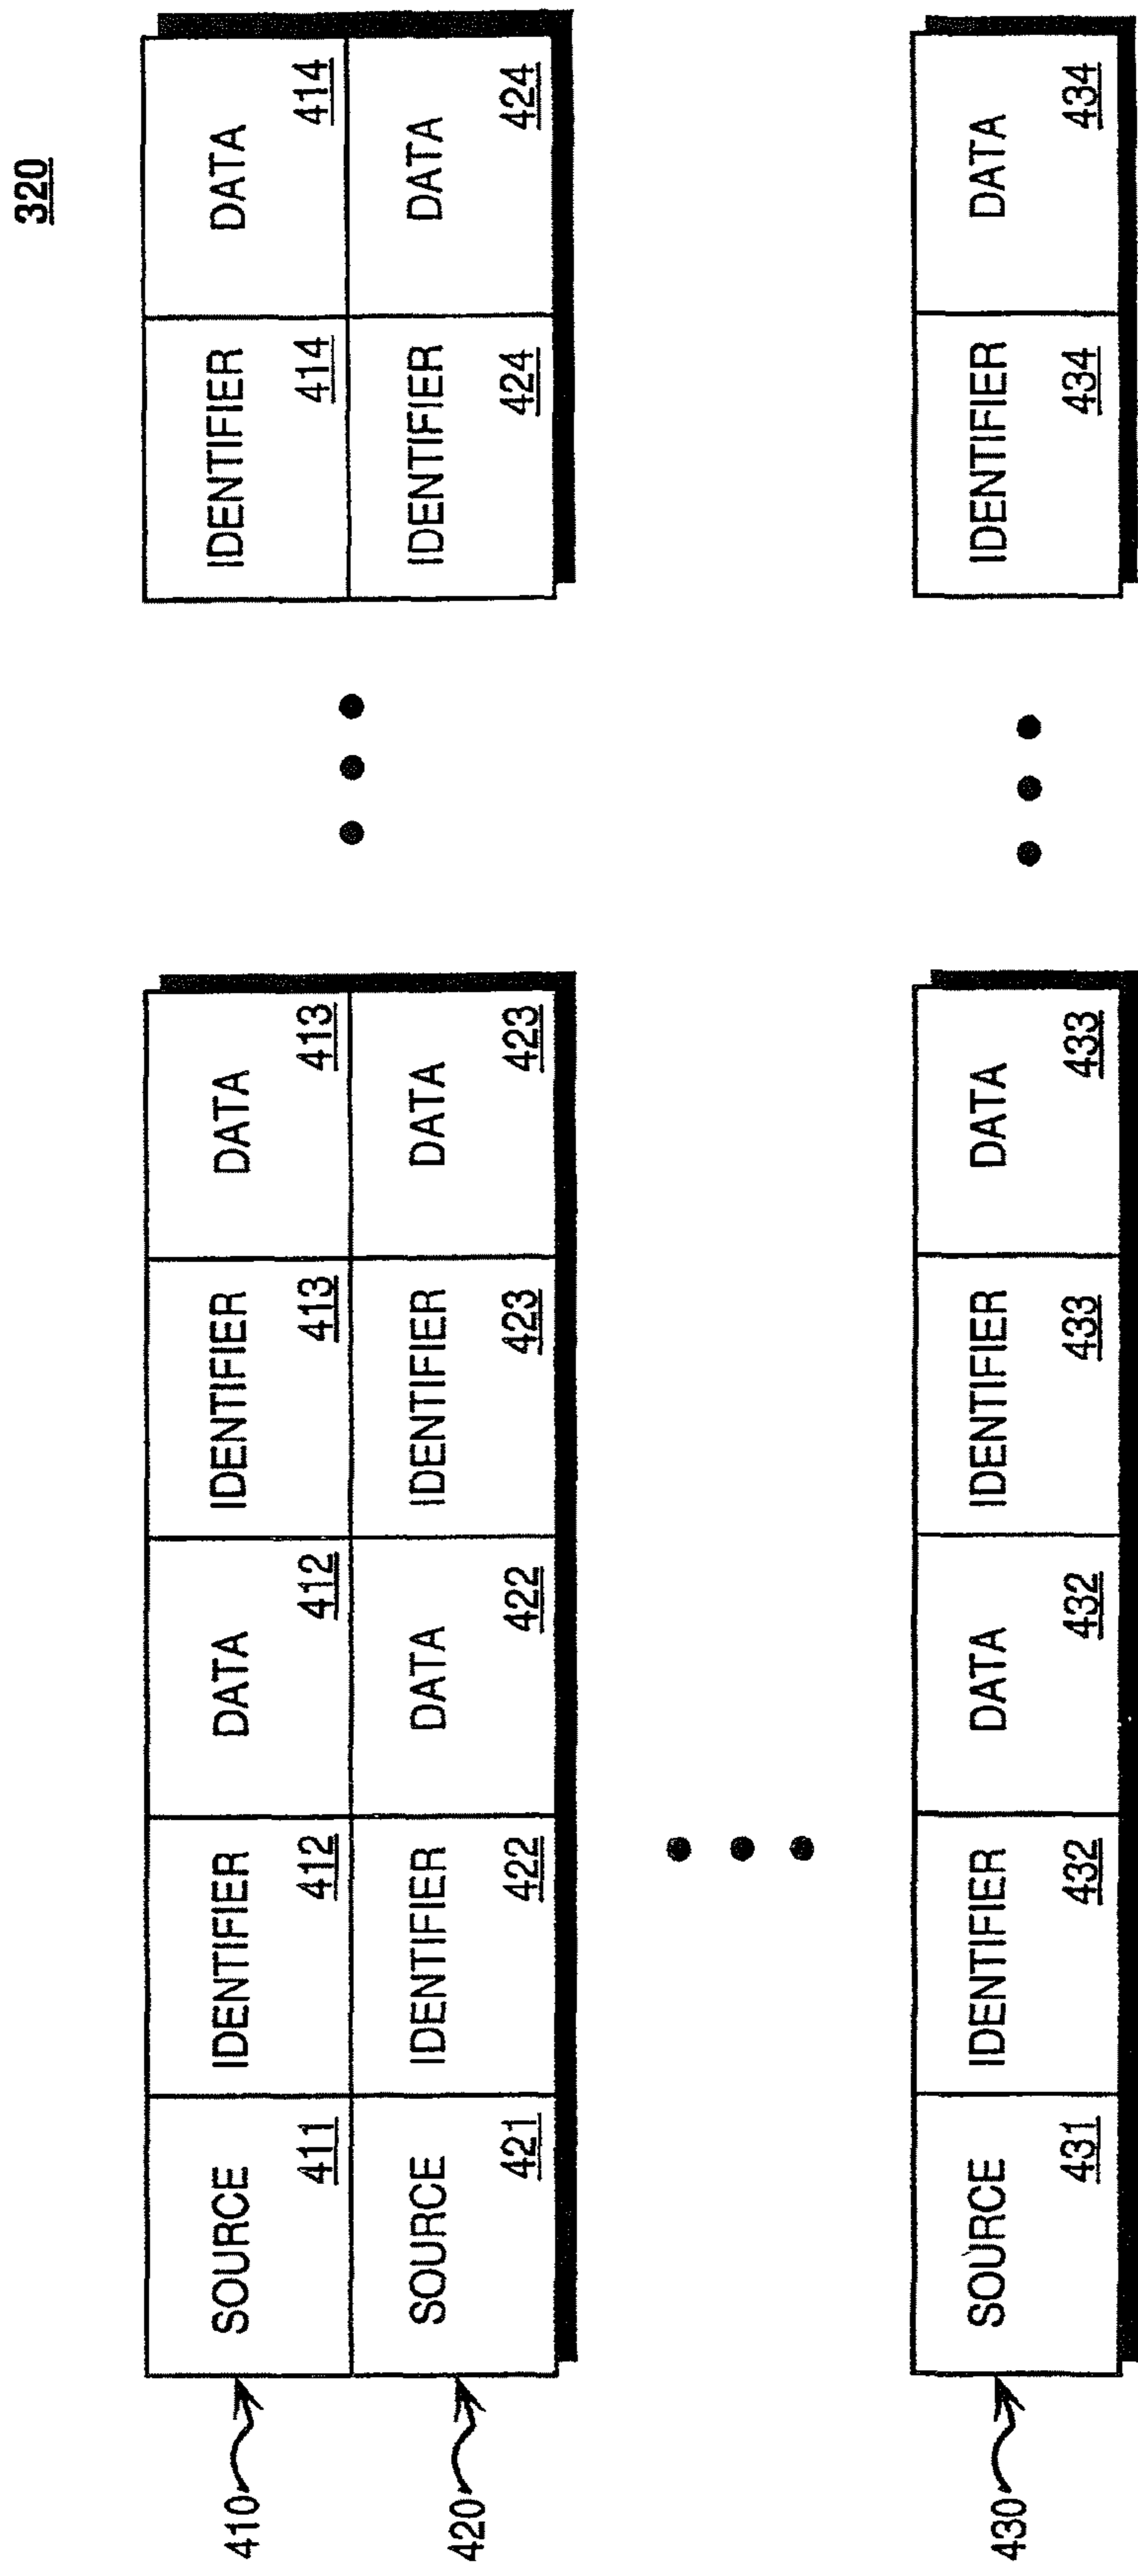 320
410
SOURCE 411 IDENTIFIER 412 DATA 412 IDENTIFIER 413 DATA 413 IDENTIFIER 414 DATA 414
420
SOURCE 421 IDENTIFIER 422 DATA 422 IDENTIFIER 423 DATA 423 IDENTIFIER 424 DATA 424
430
SOURCE 431 IDENTIFIER 432 DATA 432 IDENTIFIER 433 DATA 433 IDENTIFIER 434 DATA 434